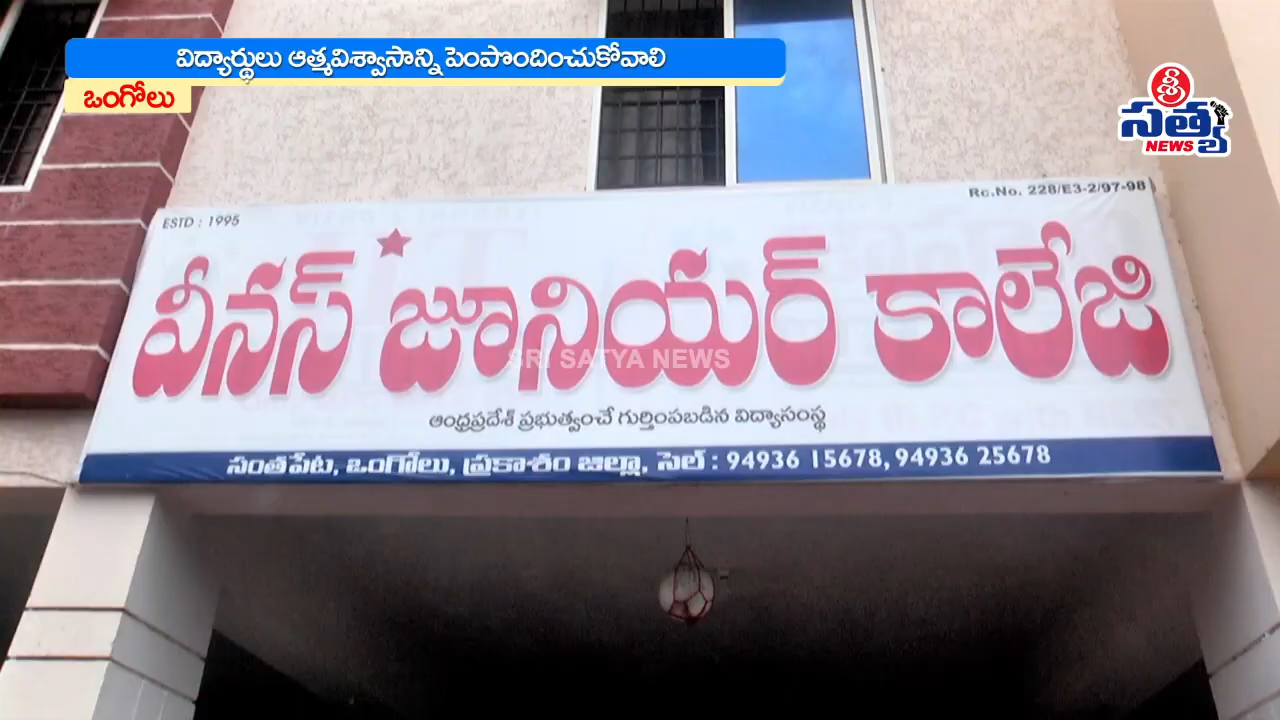 విద్యార్థులు ఆత్మవిశ్వాసాన్ని పెంపొందించుకోవాలి
ఒంగోలు
శ్రీ
సత్య
NEWS
ESTD : 1995
Rc.No. 228/E3-2/97-98
వీనస్ జూనియర్ కాలేజి
SRI SATYA NEWS
ఆంధ్రప్రదేశ్ ప్రభుత్వంచే గుర్తింపబడిన విద్యాసంస్థ
సంతపేట, ఒంగోలు, ప్రకాశం జిల్లా, సెల్ : 94936 15678, 94936 25678